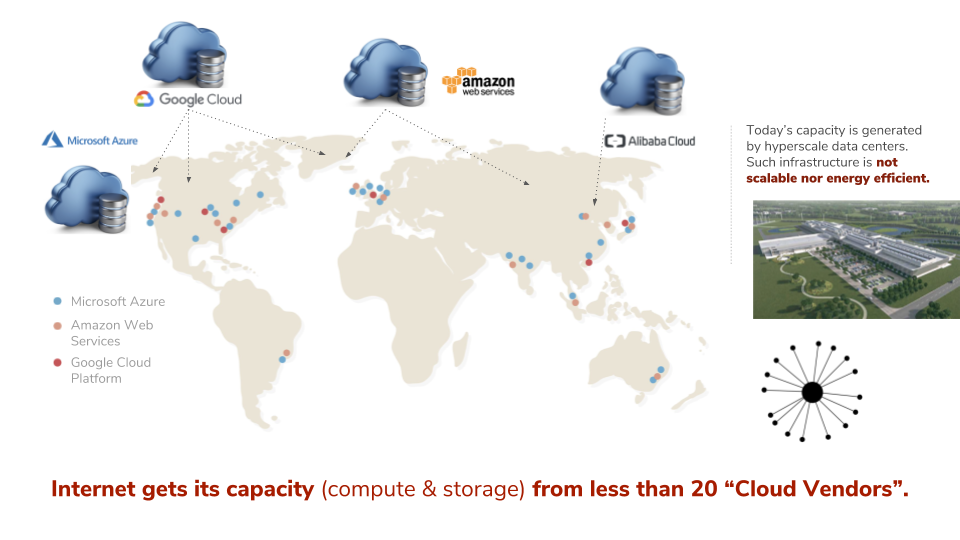 Google Cloud
amazon
web services
Microsoft Azure
Alibaba Cloud
Today’s capacity is generated
by hyperscale data centers.
Such infrastructure is not
scalable nor energy efficient.
Microsoft Azure
Amazon Web
Services
Google Cloud
Platform
Internet gets its capacity (compute & storage) from less than 20 “Cloud Vendors”.